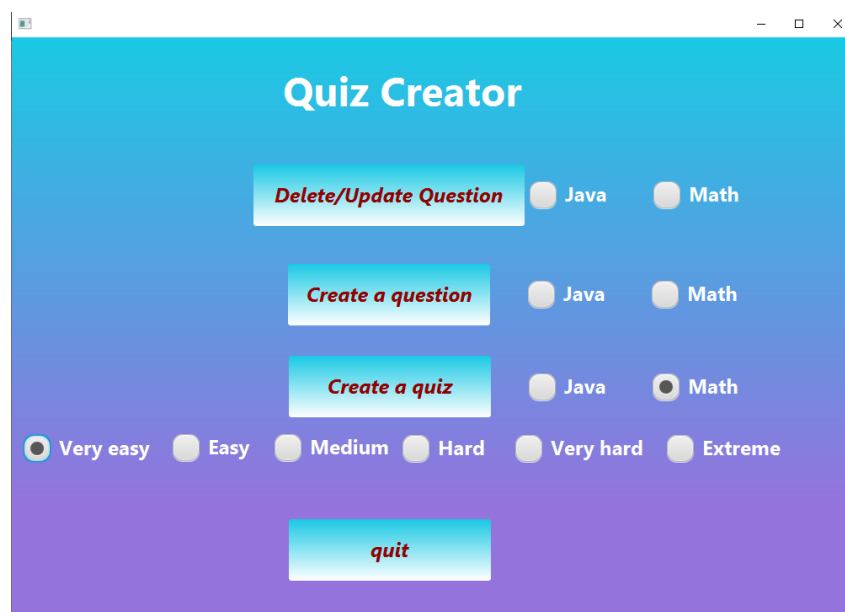 Quiz Creator
Delete/Update Question Java Math
Create a question Java Math
Create a quiz Java Math
Very easy Easy Medium Hard Very hard Extreme
quit